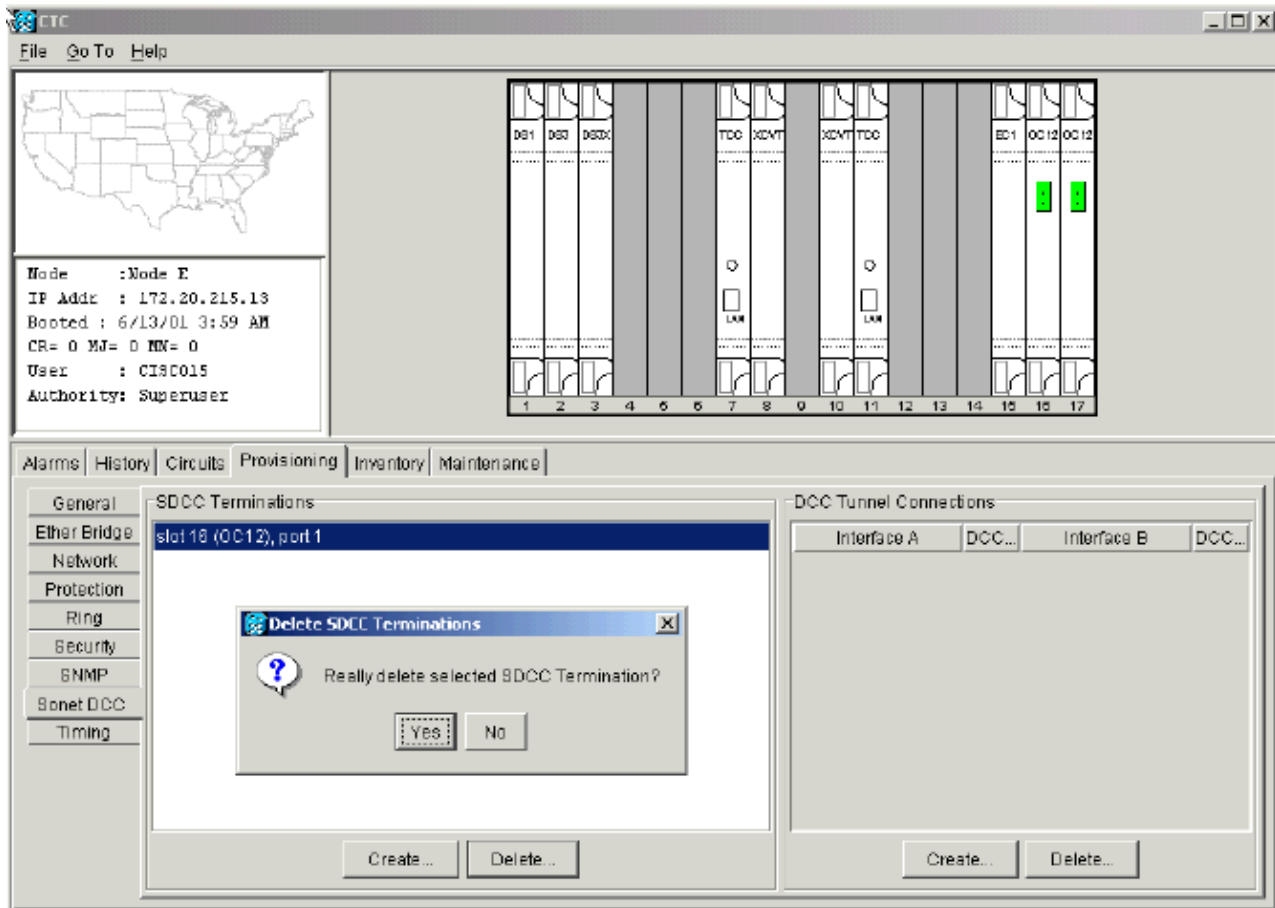 CTC
File Go To Help
DS1 DS3 DS3X TCC XCVT XCVT TCC EC1 OC12 OC12
LAN LAN
1 2 3 4 5 6 7 8 9 10 11 12 13 14 15 16 17
Node :Node E
IP Addr : 172.20.215.13
Booted : 6/13/01 3:59 AM
CR= 0 MJ= 0 MN= 0
User : CISCO15
Authority: Superuser
Alarms History Circuits Provisioning Inventory Maintenance
General
Ether Bridge
Network
Protection
Ring
Security
SNMP
Sonet DCC
Timing
SDCC Terminations
slot 16 (OC12), port 1
Delete SDCC Terminations
Really delete selected SDCC Termination?
Yes No
Create... Delete...
DCC Tunnel Connections
Interface A DCC... Interface B DCC...
Create... Delete...